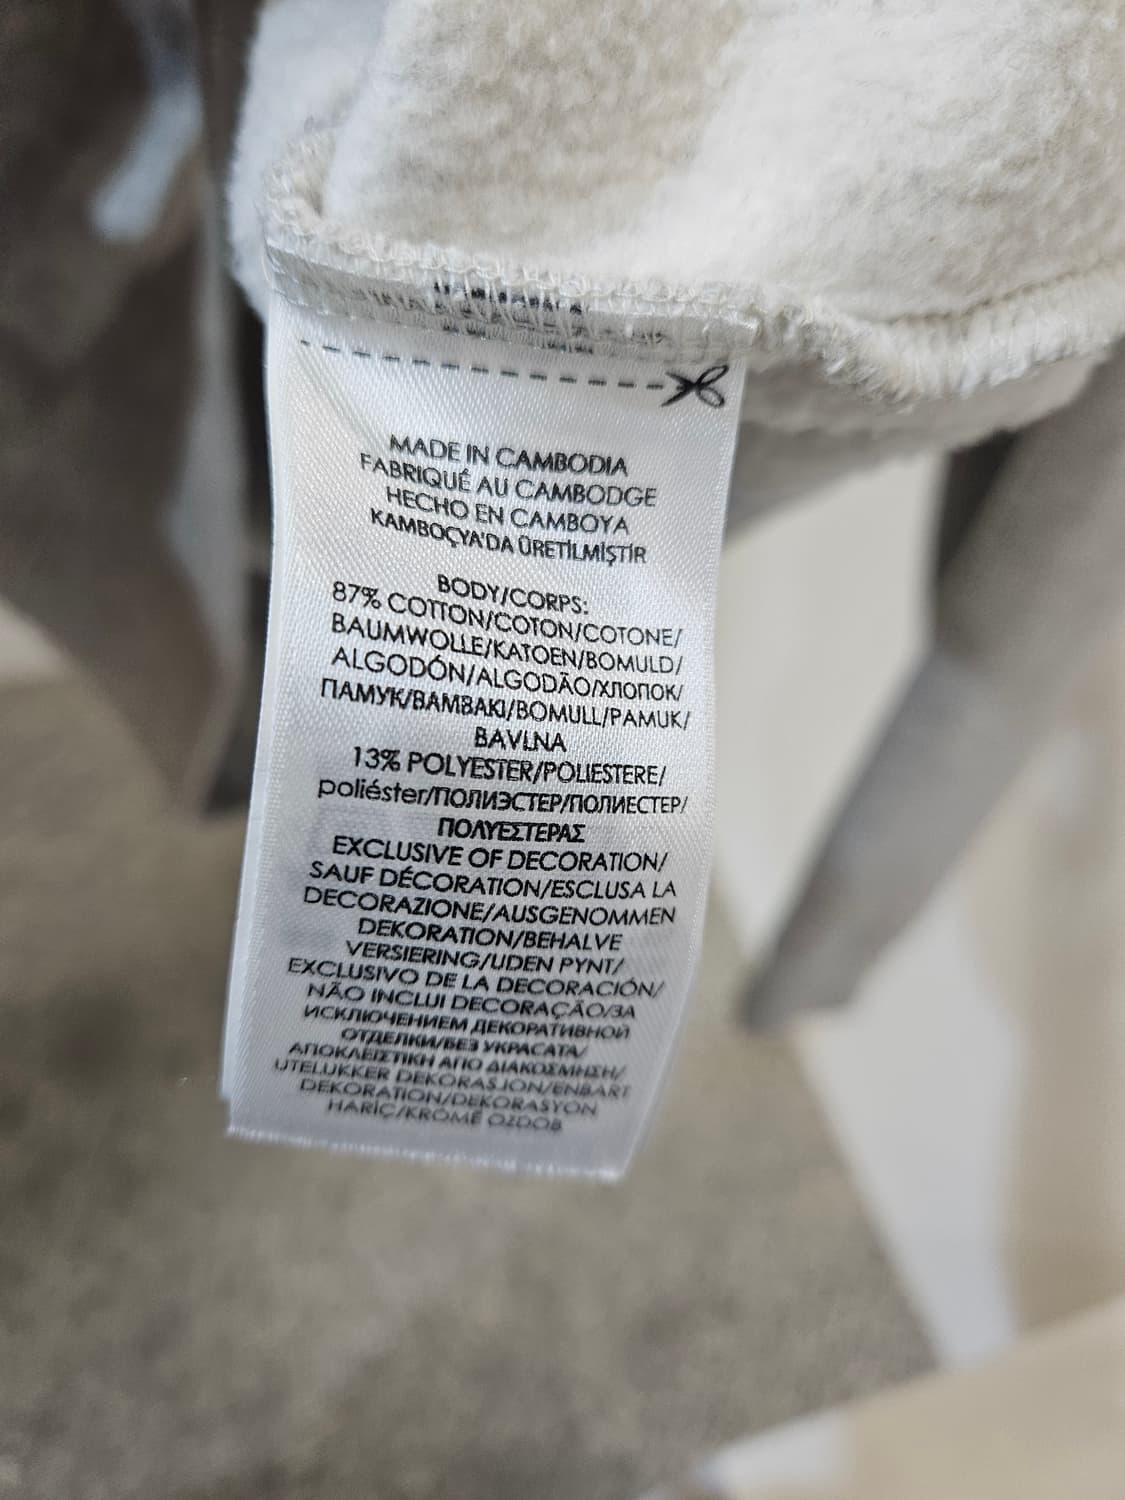 MADE IN CAMBODIA
FABRIQUÉ AU CAMBODGE
HECHO EN CAMBOYA
KAMBOÇYA'DA ÜRETİLMİŞTİR
BODY/CORPS:
87% COTTON/COTON/COTONE/
BAUMWOLLE/KATOEN/BOMULD/
ALGODÓN/ALGODÃO/ХЛОПОК/
ПАМУК/ΒΑΜΒΑΚΙ/BOMULL/PAMUK/
BAVLNA
13% POLYESTER/POLIESTERE/
poliéster/ПОЛИЭСТЕР/ПОЛИЕСТЕР/
ΠΟΛΥΕΣΤΕΡΑΣ
EXCLUSIVE OF DECORATION/
SAUF DÉCORATION/ESCLUSA LA
DECORAZIONE/AUSGENOMMEN
DEKORATION/BEHALVE
VERSIERING/UDEN PYNT/
EXCLUSIVO DE LA DECORACIÓN/
NÃO INCLUI DECORAÇÃO/ЗА
ИСКЛЮЧЕНИЕМ ДЕКОРАТИВНОЙ
ОТДЕЛКИ/БЕЗ УКРАСАТА/
ΑΠΟΚΛΕΙΣΤΙΚΗ ΑΠΟ ΔΙΑΚΟΣΜΗΣΗ/
UTELUKKER DEKORASJON/ENBART
DEKORATION/DEKORASYON
HARİÇ/KROMĚ OZDOB